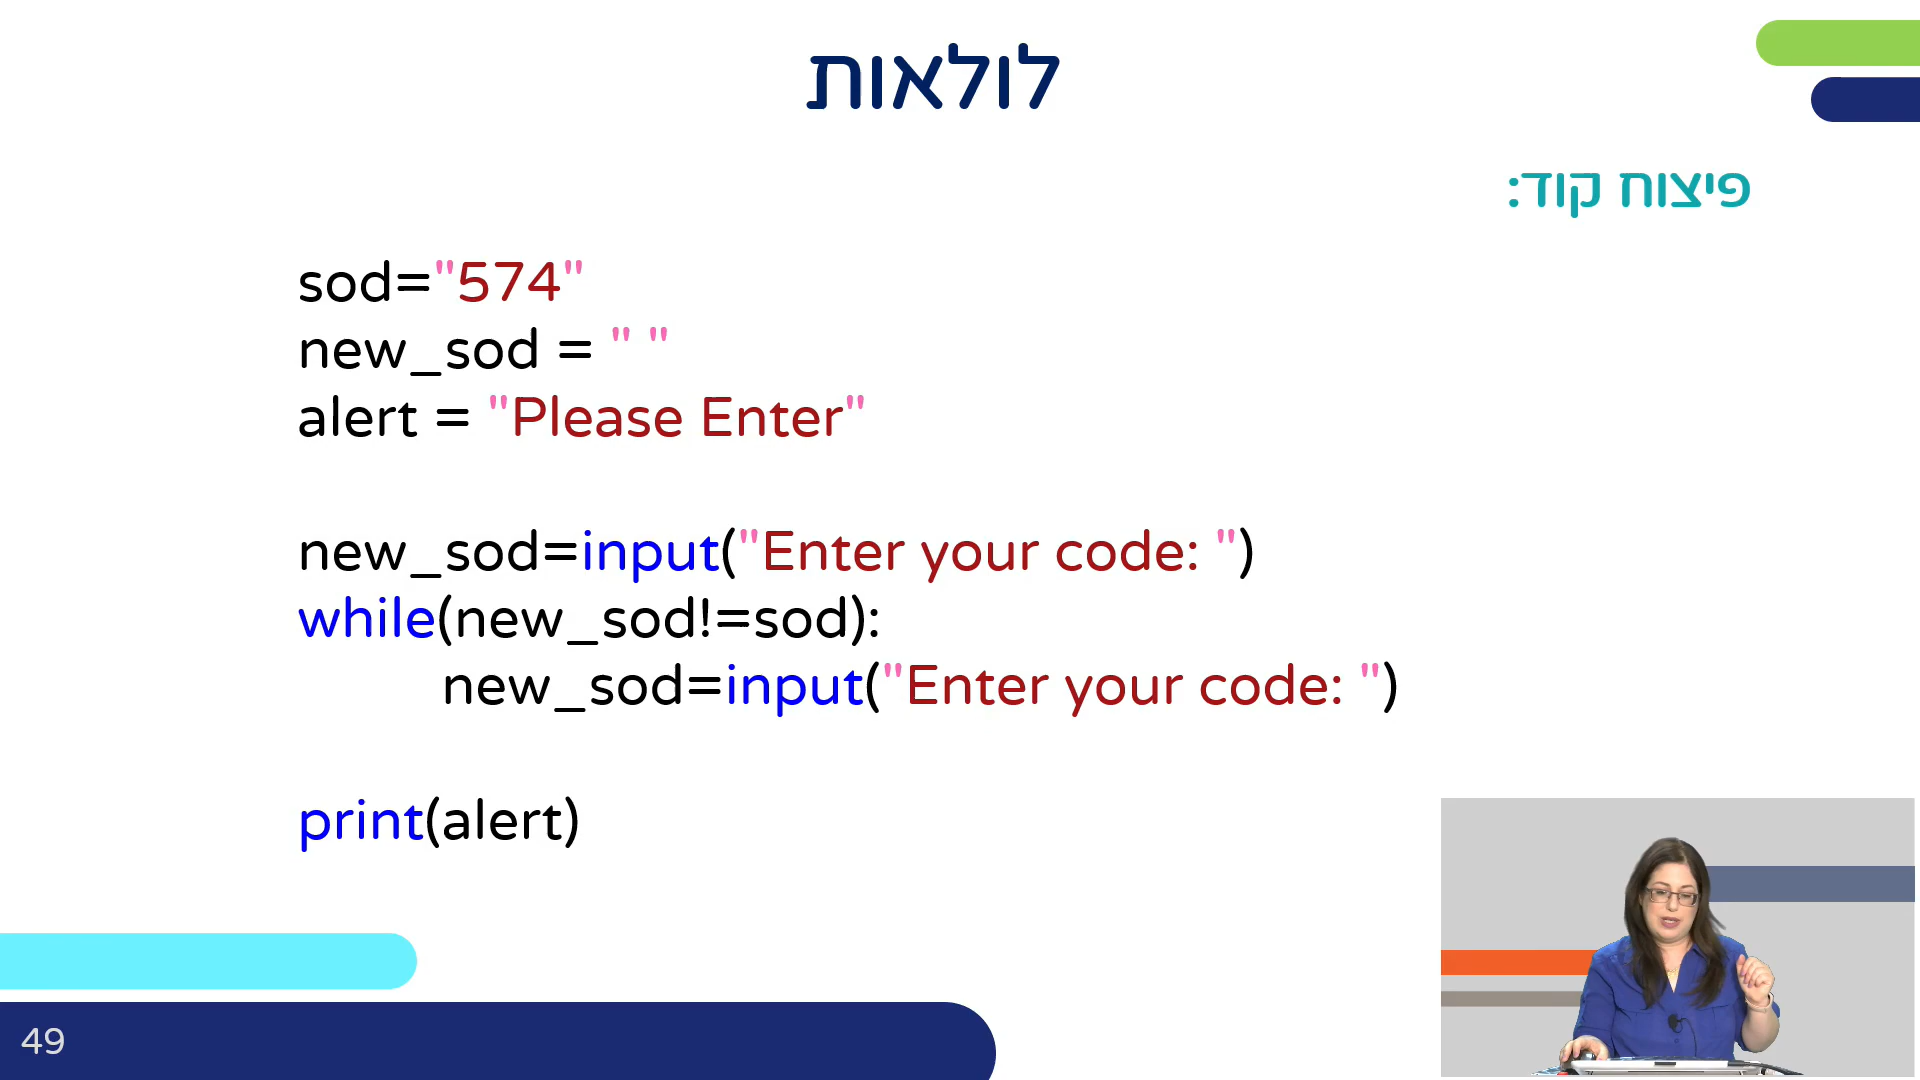 לולאות
פיצוח קוד:
sod="574"
new_sod = " "
alert = "Please Enter"
new_sod=input("Enter your code: ")
while(new_sod!=sod):
new_sod=input("Enter your code: ")
print(alert)
49